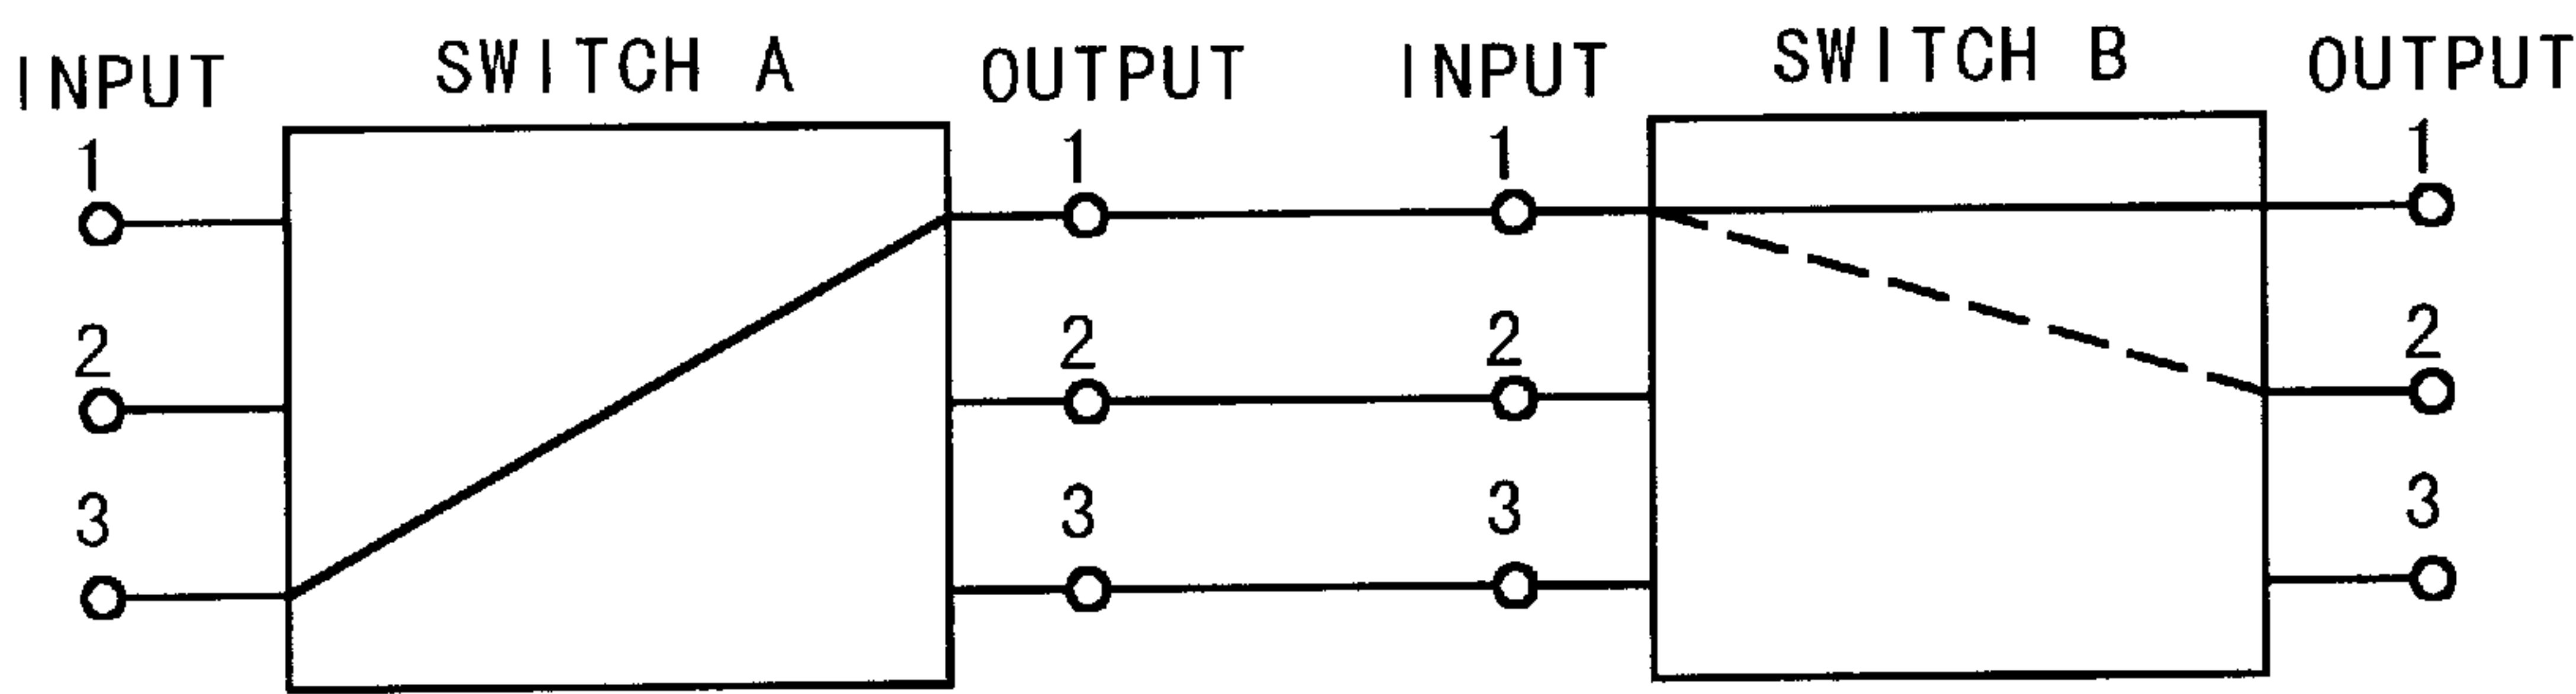 INPUT SWITCH A OUTPUT INPUT SWITCH B OUTPUT
1 1 1 1
2 2 2 2
3 3 3 3